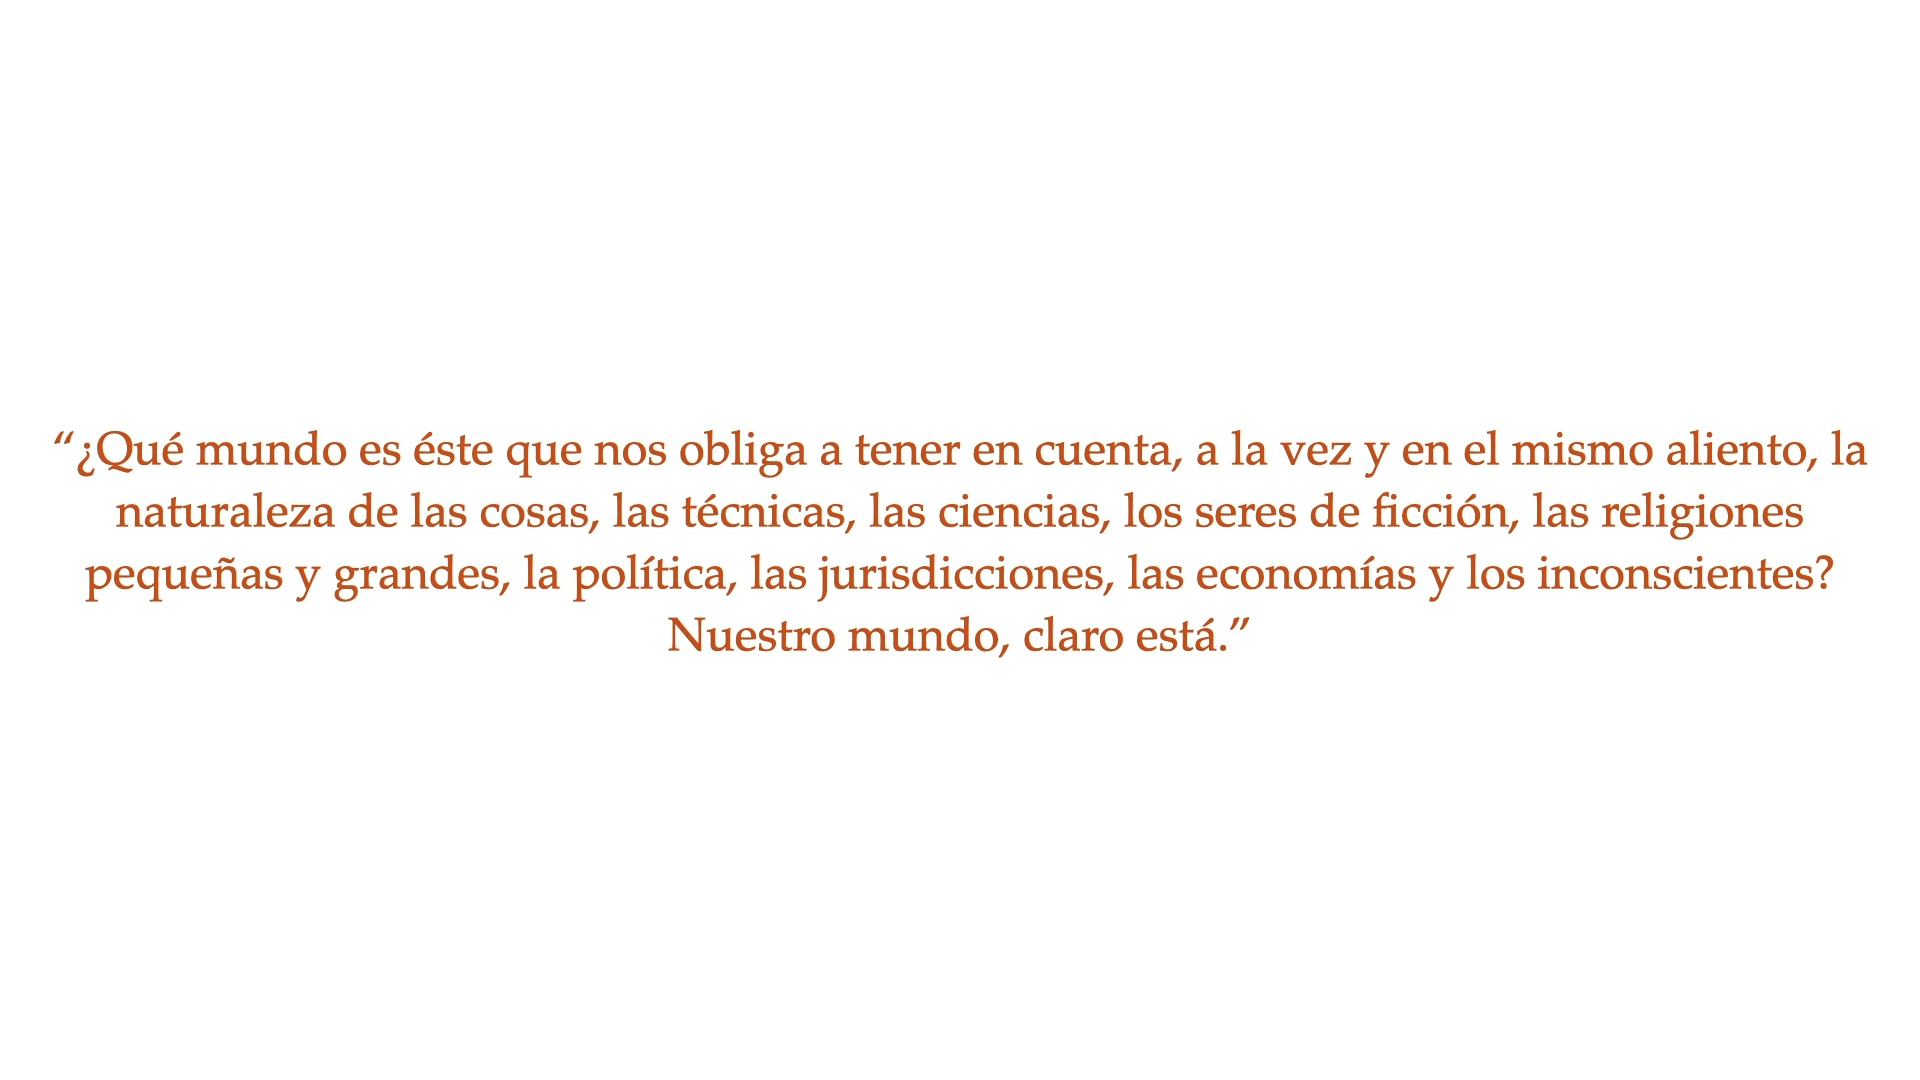 “¿Qué mundo es éste que nos obliga a tener en cuenta, a la vez y en el mismo aliento, la
naturaleza de las cosas, las técnicas, las ciencias, los seres de ficción, las religiones
pequeñas y grandes, la política, las jurisdicciones, las economías y los inconscientes?
Nuestro mundo, claro está.”